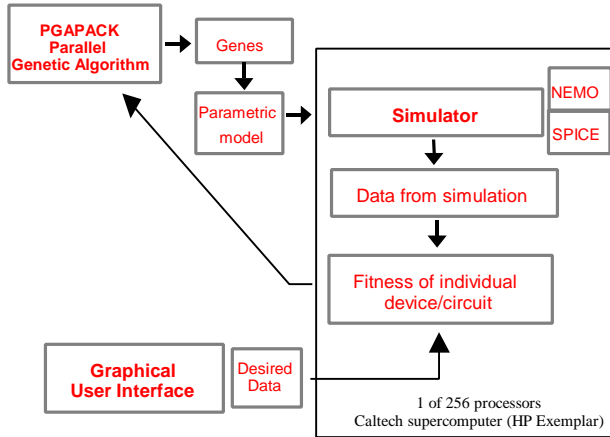 PGAPACK
Parallel
Genetic Algorithm
Genes
Parametric
model
Simulator
NEMO
SPICE
Data from simulation
Fitness of individual
device/circuit
Graphical
User Interface
Desired
Data
1 of 256 processors
Caltech supercomputer (HP Exemplar)